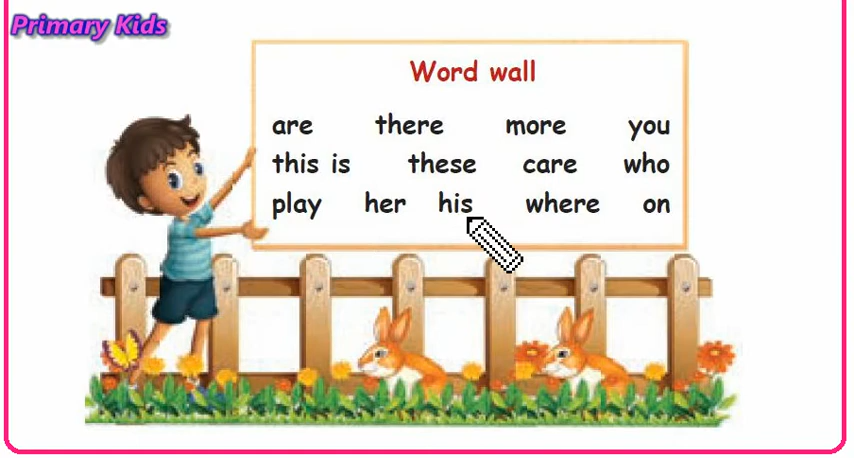 Primary Kids
Word wall
are there more you
this is these care who
play her his where on